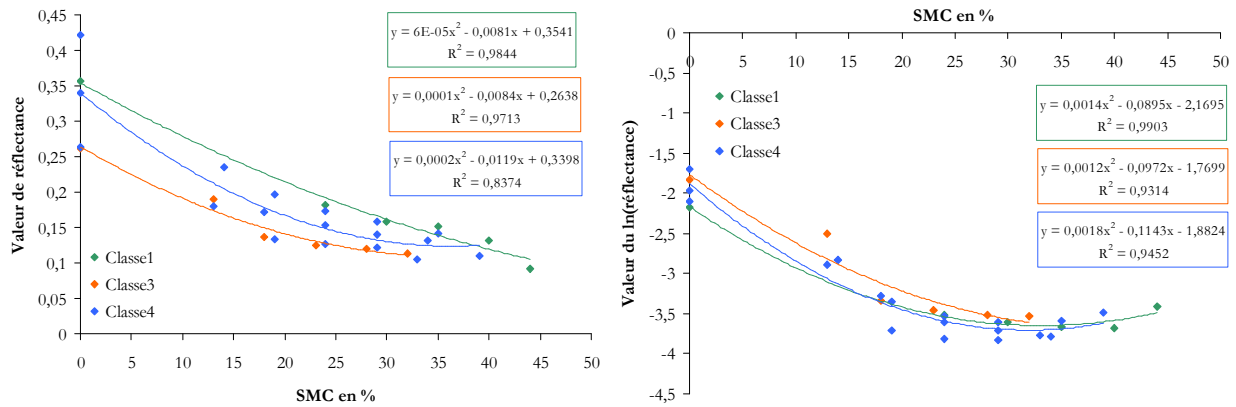 0,45
0,4
0,35
0,3
0,25
0,2
0,15
0,1
0,05
0
Valeur de réflectance
y = 6E-05x² - 0,0081x + 0,3541
R² = 0,9844
y = 0,0001x² - 0,0084x + 0,2638
R² = 0,9713
y = 0,0002x² - 0,0119x + 0,3398
R² = 0,8374
Classe1
Classe3
Classe4
0 5 10 15 20 25 30 35 40 45 50
SMC en %
SMC en %
0 5 10 15 20 25 30 35 40 45 50
0
-0,5
-1
-1,5
-2
-2,5
-3
-3,5
-4
-4,5
Valeur du ln(réflectance)
Classe1
Classe3
Classe4
y = 0,0014x² - 0,0895x - 2,1695
R² = 0,9903
y = 0,0012x² - 0,0972x - 1,7699
R² = 0,9314
y = 0,0018x² - 0,1143x - 1,8824
R² = 0,9452